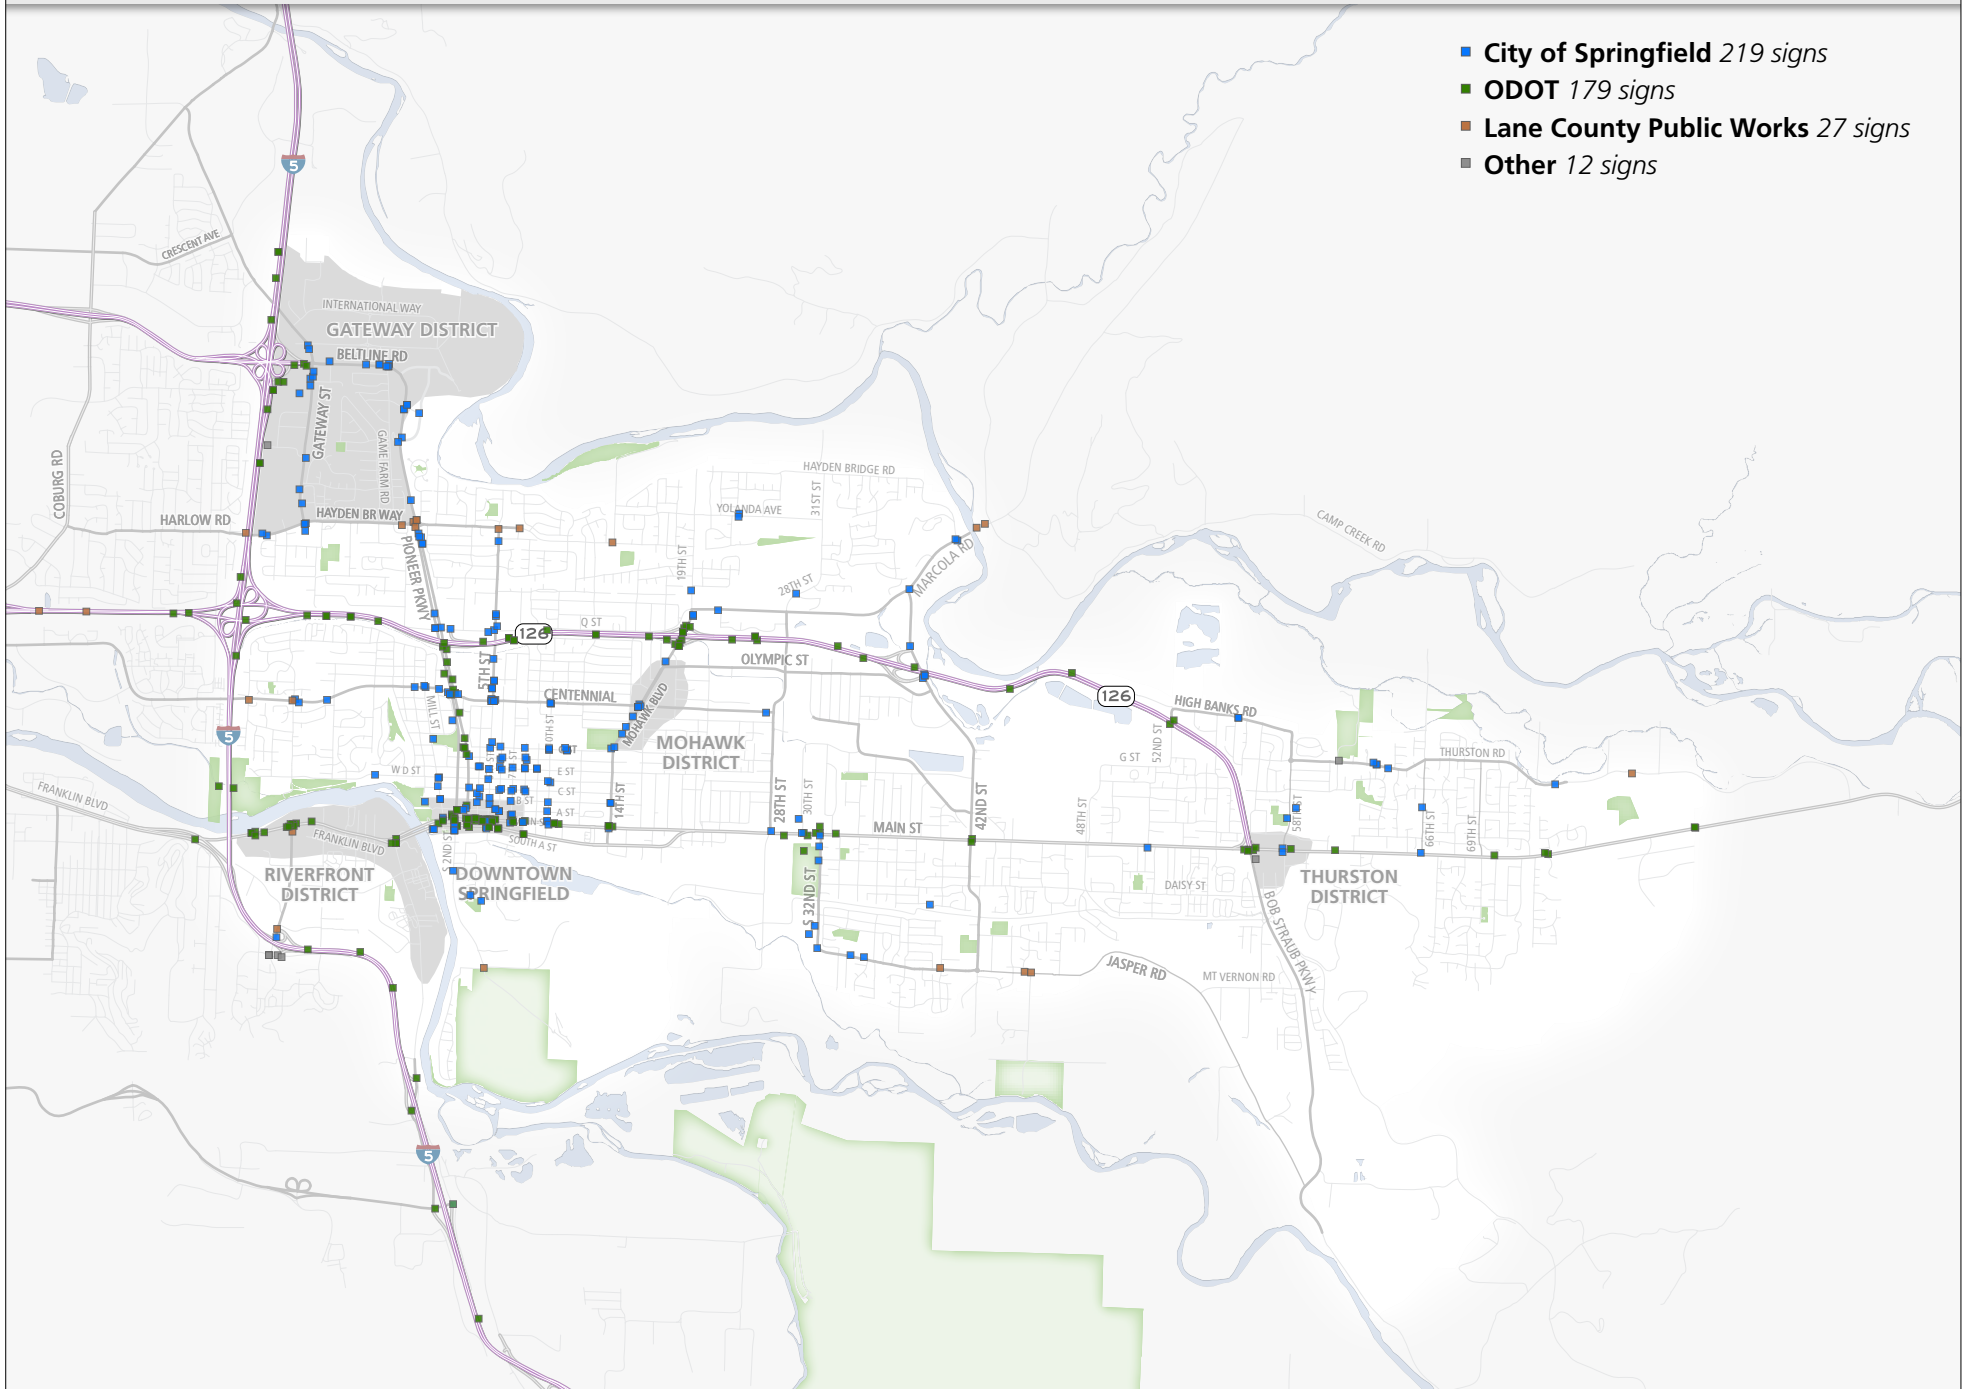 City of Springfield 219 signs
ODOT 179 signs
Lane County Public Works 27 signs
Other 12 signs
5
CRESCENT AVE
INTERNATIONAL WAY
GATEWAY DISTRICT
BELTLINE RD
GATEWAY ST
GAME FARM RD
COBURG RD
HARLOW RD
HAYDEN BR WAY
PIONEER PKWY
HAYDEN BRIDGE RD
31ST ST
YOLANDA AVE
19TH ST
28TH ST
MARCOLA RD
CAMP CREEK RD
Q ST
126
5TH ST
OLYMPIC ST
CENTENNIAL
MILL ST
MOHAWK BLVD
MOHAWK
DISTRICT
126
HIGH BANKS RD
52ND ST
G ST
THURSTON RD
5
W D ST
E ST
C ST
B ST
A ST
14TH ST
FRANKLIN BLVD
FRANKLIN BLVD
28TH ST
30TH ST
MAIN ST
42ND ST
48TH ST
58TH ST
66TH ST
69TH ST
SOUTH A ST
S 2ND ST
RIVERFRONT
DISTRICT
DOWNTOWN
SPRINGFIELD
S 32ND ST
DAISY ST
THURSTON
DISTRICT
BOB STRAUB PKWY
JASPER RD
MT VERNON RD
5